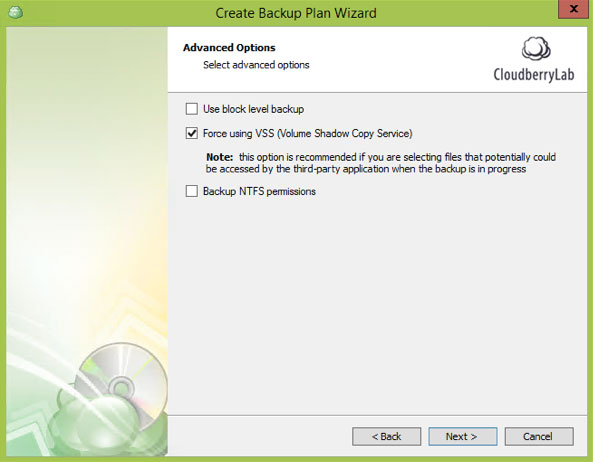 Create Backup Plan Wizard
x
Advanced Options
Select advanced options
CloudberryLab
Use block level backup
Force using VSS (Volume Shadow Copy Service)
Note: this option is recommended if you are selecting files that potentially could
be accessed by the third-party application when the backup is in progress
Backup NTFS permissions
< Back Next > Cancel